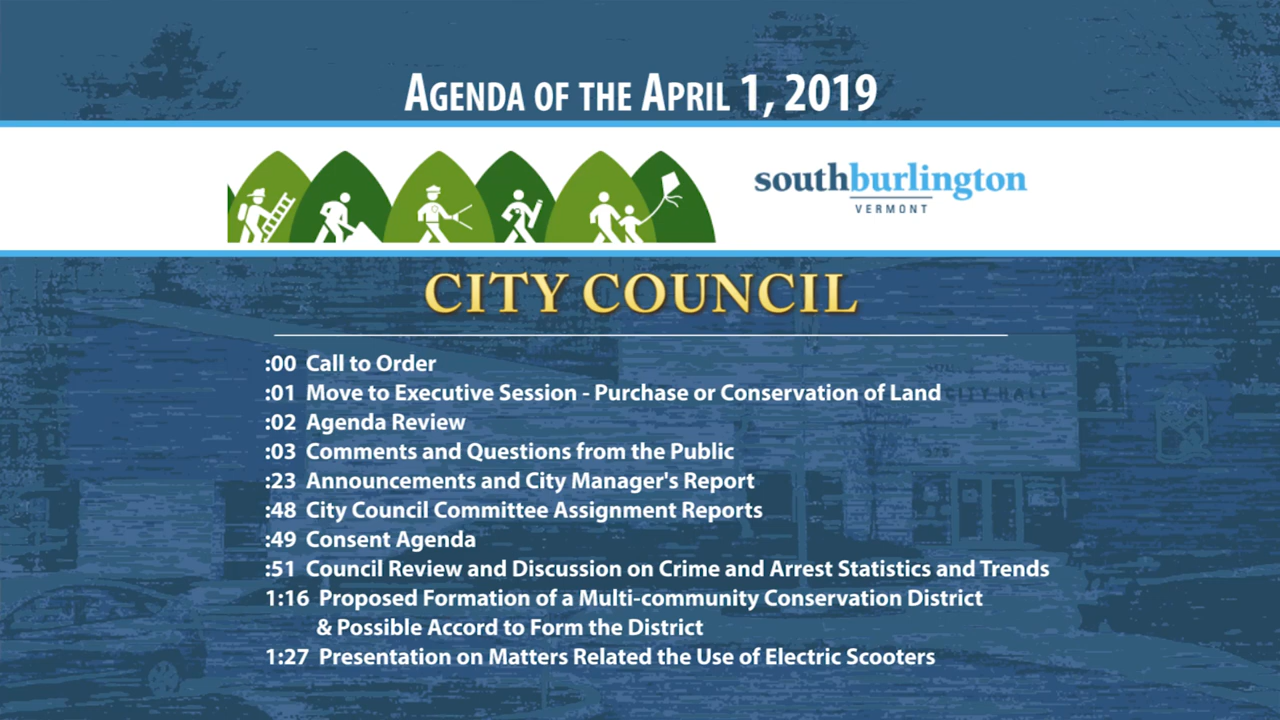 AGENDA OF THE APRIL 1, 2019
southburlington
VERMONT
CITY COUNCIL
:00 Call to Order
:01 Move to Executive Session - Purchase or Conservation of Land
:02 Agenda Review
:03 Comments and Questions from the Public
:23 Announcements and City Manager's Report
:48 City Council Committee Assignment Reports
:49 Consent Agenda
:51 Council Review and Discussion on Crime and Arrest Statistics and Trends
1:16 Proposed Formation of a Multi-community Conservation District
& Possible Accord to Form the District
1:27 Presentation on Matters Related the Use of Electric Scooters
CITY HALL
575